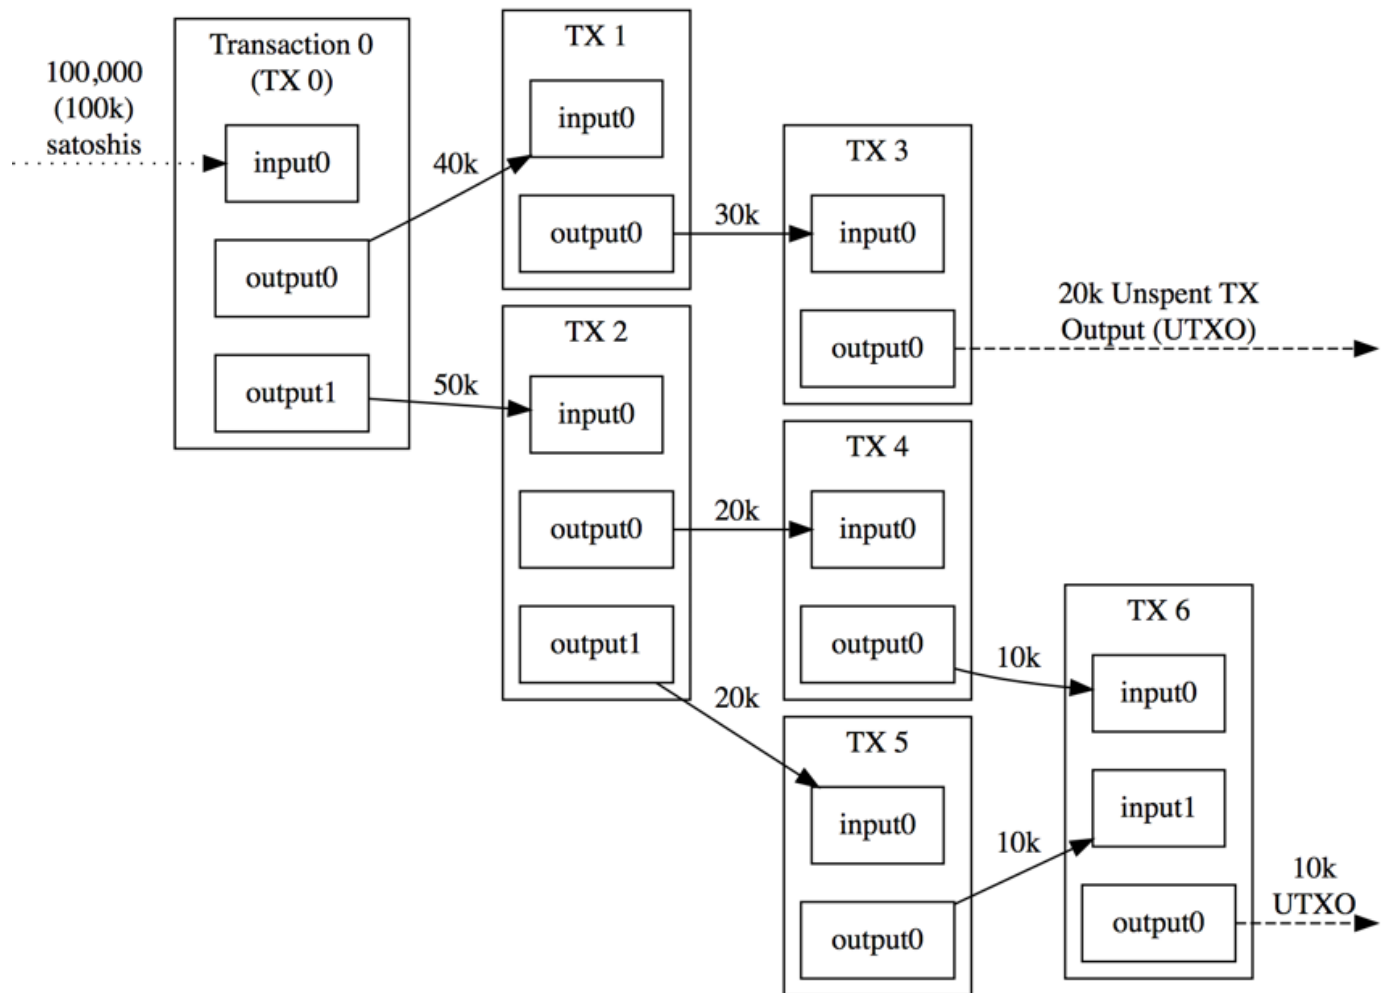 100,000
(100k)
satoshis
Transaction 0
(TX 0)
input0
output0
output1
40k
50k
TX 1
input0
output0
30k
TX 2
input0
output0
output1
20k
20k
TX 3
input0
output0
20k Unspent TX
Output (UTXO)
TX 4
input0
output0
10k
TX 5
input0
output0
10k
TX 6
input0
input1
output0
10k
UTXO